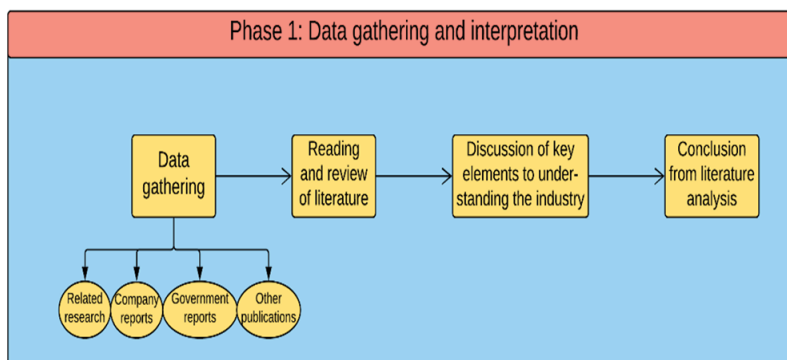 Phase 1: Data gathering and interpretation
Data
gathering
Reading
and review
of literature
Discussion of key
elements to under-
standing the industry
Conclusion
from literature
analysis
Related
research
Company
reports
Government
reports
Other
publications